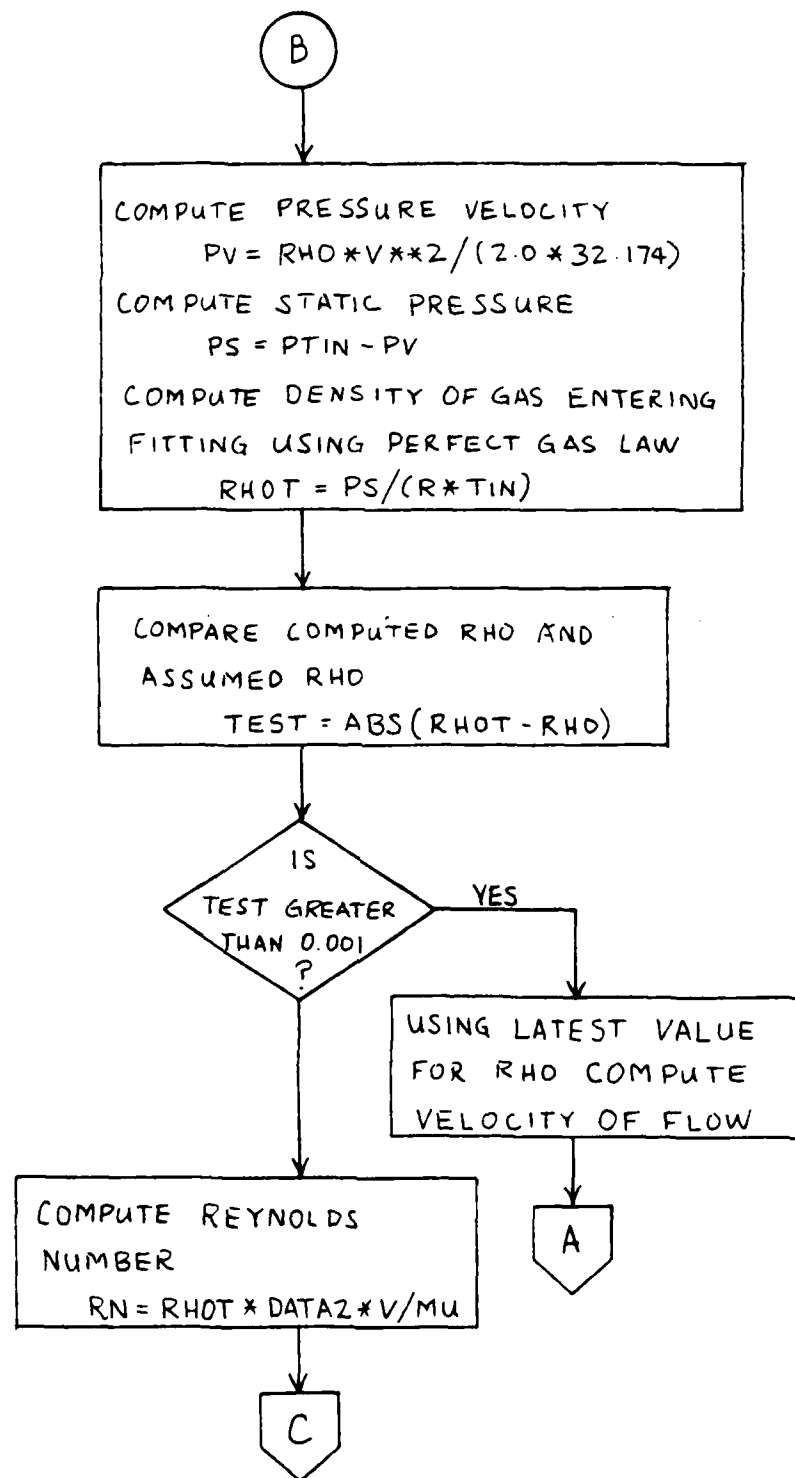 B
COMPUTE PRESSURE VELOCITY
PV = RHO*V**2/(2.0*32.174)
COMPUTE STATIC PRESSURE
PS = PTIN - PV
COMPUTE DENSITY OF GAS ENTERING
FITTING USING PERFECT GAS LAW
RHOT = PS/(R*TIN)
COMPARE COMPUTED RHO AND
ASSUMED RHO
TEST = ABS(RHOT - RHO)
IS
TEST GREATER
THAN 0.001
?
YES
USING LATEST VALUE
FOR RHO COMPUTE
VELOCITY OF FLOW
A
COMPUTE REYNOLDS
NUMBER
RN = RHOT * DATA2 * V/MU
C